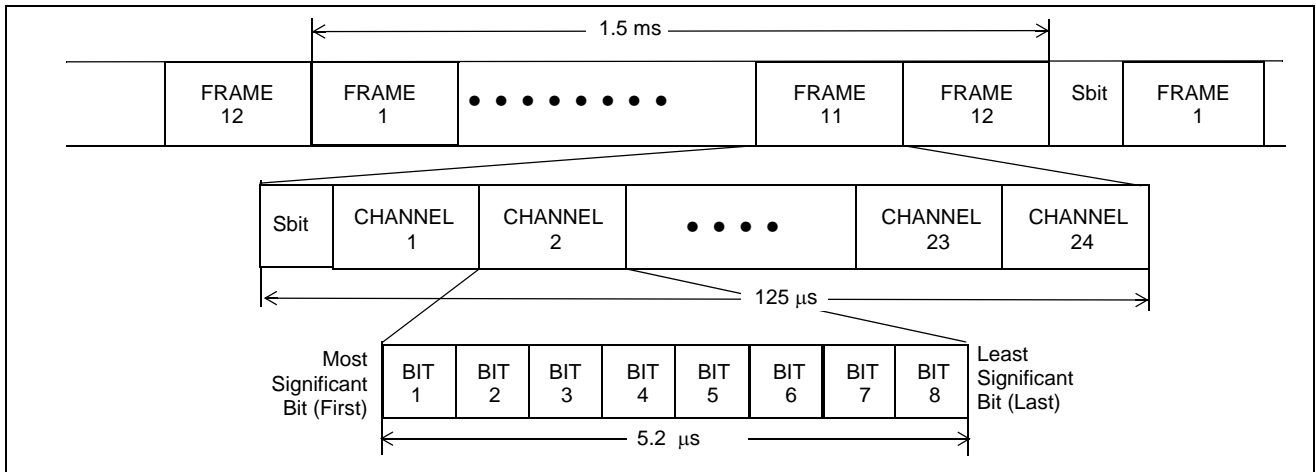 1.5 ms
FRAME
12
FRAME
1
FRAME
11
FRAME
12
Sbit
FRAME
1
Sbit
CHANNEL
1
CHANNEL
2
CHANNEL
23
CHANNEL
24
125 μs
Most
Significant
Bit (First)
BIT
1
BIT
2
BIT
3
BIT
4
BIT
5
BIT
6
BIT
7
BIT
8
Least
Significant
Bit (Last)
5.2 μs